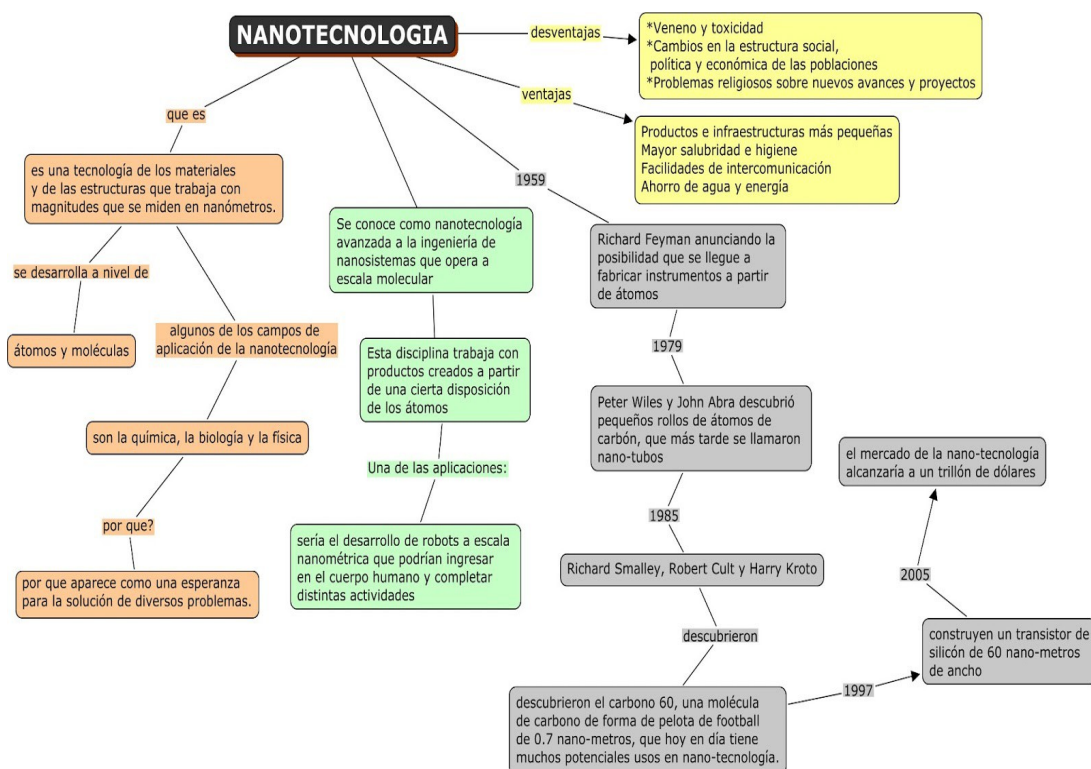 NANOTECNOLOGIA
desventajas
*Veneno y toxicidad
*Cambios en la estructura social,
política y económica de las poblaciones
*Problemas religiosos sobre nuevos avances y proyectos
ventajas
Productos e infraestructuras más pequeñas
Mayor salubridad e higiene
Facilidades de intercomunicación
Ahorro de agua y energía
que es
es una tecnología de los materiales
y de las estructuras que trabaja con
magnitudes que se miden en nanómetros.
se desarrolla a nivel de
átomos y moléculas
algunos de los campos de
aplicación de la nanotecnología
son la química, la biología y la física
por que?
por que aparece como una esperanza
para la solución de diversos problemas.
Se conoce como nanotecnología
avanzada a la ingeniería de
nanosistemas que opera a
escala molecular
Esta disciplina trabaja con
productos creados a partir
de una cierta disposición
de los átomos
Una de las aplicaciones:
sería el desarrollo de robots a escala
nanométrica que podrían ingresar
en el cuerpo humano y completar
distintas actividades
1959
Richard Feyman anunciando la
posibilidad que se llegue a
fabricar instrumentos a partir
de átomos
1979
Peter Wiles y John Abra descubrió
pequeños rollos de átomos de
carbón, que más tarde se llamaron
nano-tubos
1985
Richard Smalley, Robert Cult y Harry Kroto
descubrieron
descubrieron el carbono 60, una molécula
de carbono de forma de pelota de football
de 0.7 nano-metros, que hoy en día tiene
muchos potenciales usos en nano-tecnología.
1997
construyen un transistor de
silicón de 60 nano-metros
de ancho
2005
el mercado de la nano-tecnología
alcanzaría a un trillón de dólares